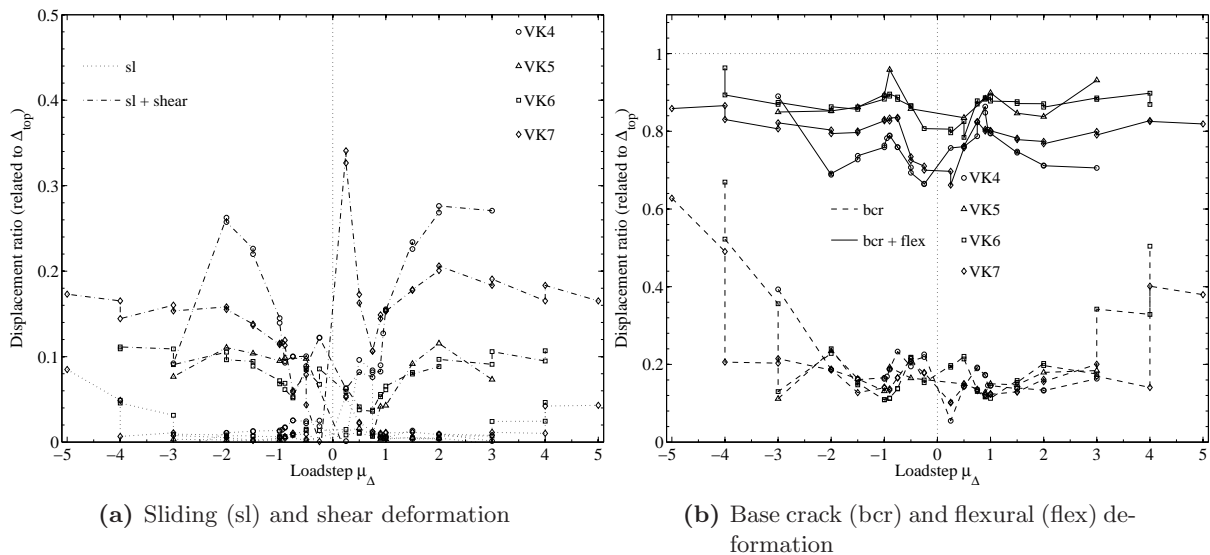 0.5
0.4
0.3
0.2
0.1
0
Displacement ratio (related to Δtop)
sl
sl + shear
VK4
VK5
VK6
VK7
−5 −4 −3 −2 −1 0 1 2 3 4 5
Loadstep μΔ
(a) Sliding (sl) and shear deformation
1
0.8
0.6
0.4
0.2
0
Displacement ratio (related to Δtop)
bcr
bcr + flex
VK4
VK5
VK6
VK7
−5 −4 −3 −2 −1 0 1 2 3 4 5
Loadstep μΔ
(b) Base crack (bcr) and flexural (flex) de-
formation